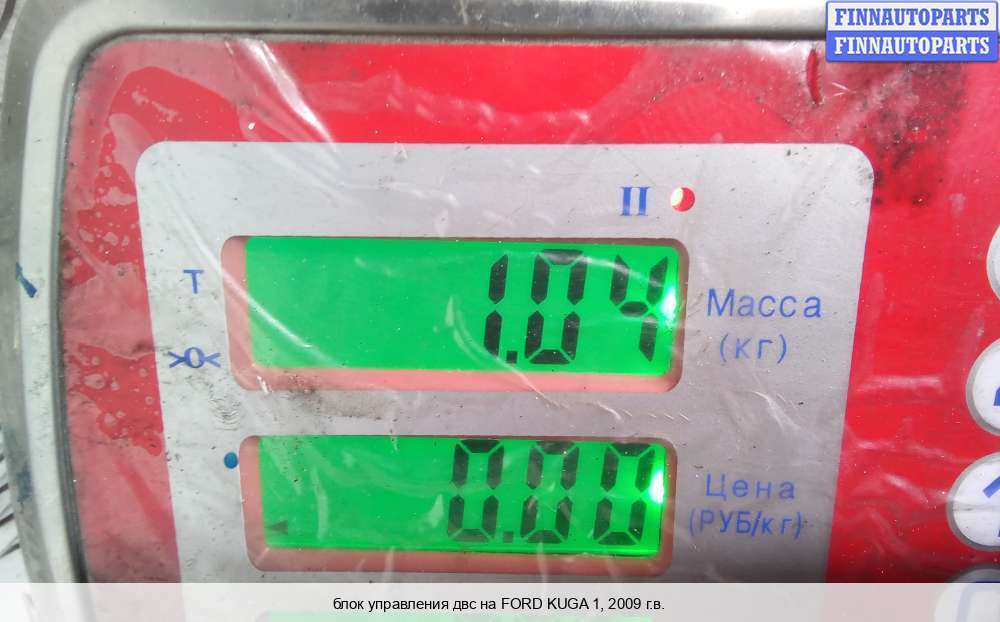 FINNAUTOPARTS
FINNAUTOPARTS
II
T
1.04
Масса
(кг)
>0<
0.00
Цена
(РУБ/кг)
блок управления двс на FORD KUGA 1, 2009 г.в.